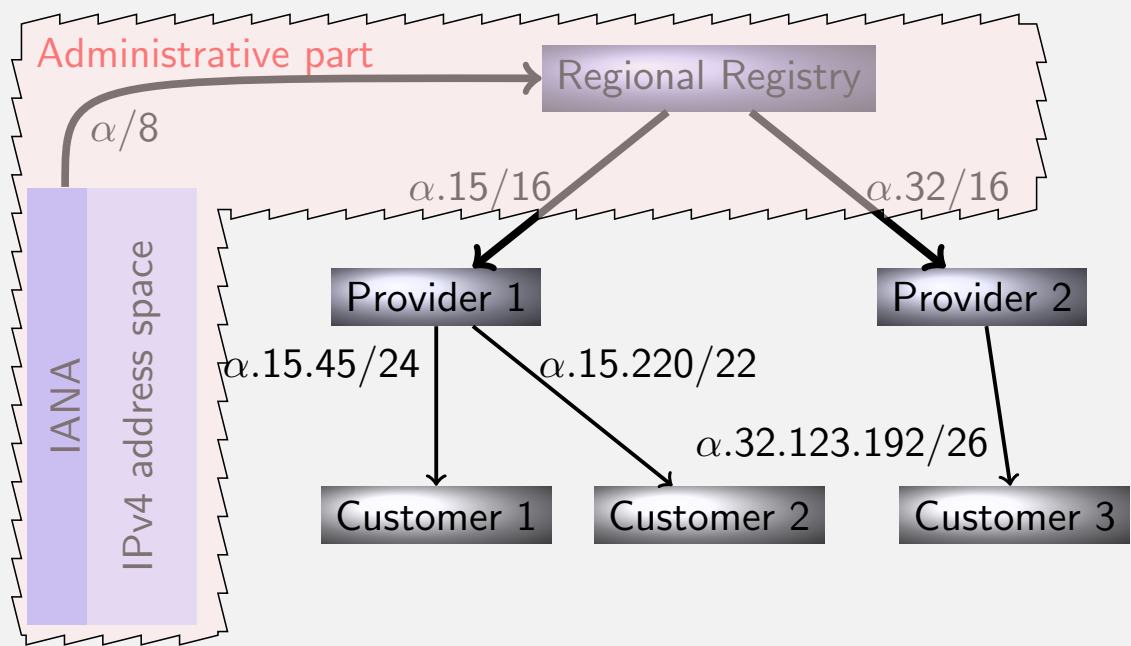 Administrative part
Regional Registry
α/8
α.15/16
α.32/16
IANA
IPv4 address space
Provider 1
Provider 2
α.15.45/24
α.15.220/22
α.32.123.192/26
Customer 1
Customer 2
Customer 3